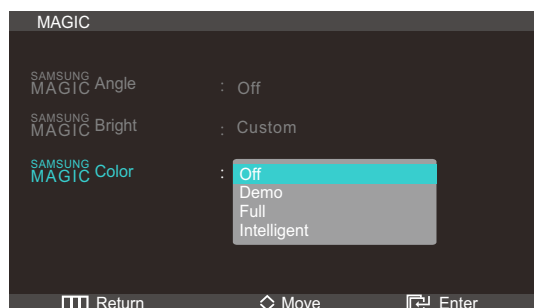 MAGIC
SAMSUNG
MAGIC Angle : Off
SAMSUNG
MAGIC Bright : Custom
SAMSUNG
MAGIC Color : Off
Demo
Full
Intelligent
Return Move Enter